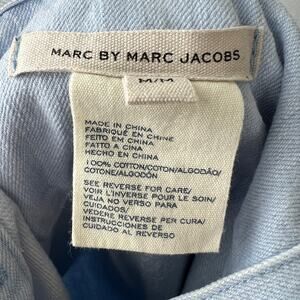 MARC BY MARC JACOBS
M/M
MADE IN CHINA
FABRIQUÉ EN CHINE
FEITO EM CHINA
FATTO A CINA
HECHO EN CHINA
100% COTTON/COTON/ALGODÃO/
COTONE/ALGODÓN
SEE REVERSE FOR CARE/
VOIR L'INVERSE POUR LE SOIN/
VEJA NO VERSO PARA
CUIDADOS/
VEDERE REVERSE PER CURA/
INSTRUCCIONES DE
CUIDADO AL REVERSO